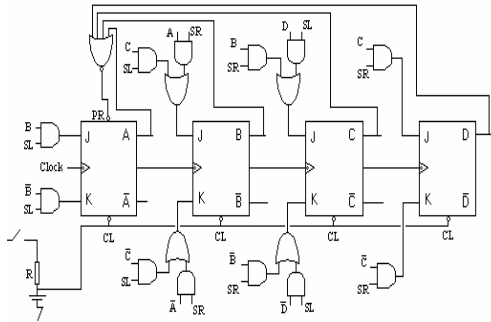 A SR D SL
C B C
SL SR SR
PR
B SL J A J B J C J D
Clock
B̅ SL K A̅ K B̅ K C̅ K D̅
CL CL CL CL
R
C̅ B̅ C̅
SL SR SR
A̅ SR D̅ SL